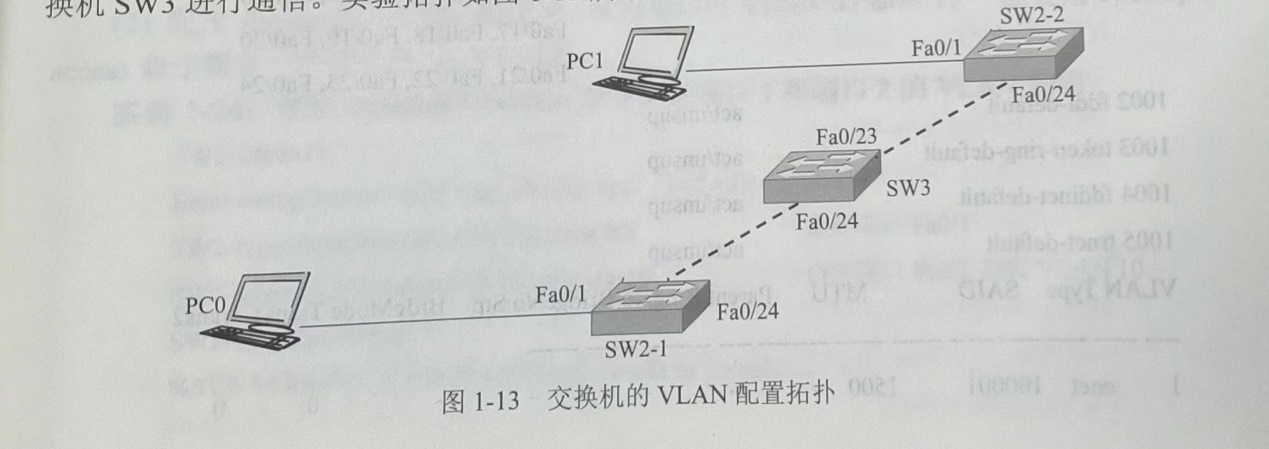 换机 SW3 进行通信。实验拓扑如图
SW2-2
Fa0/1
PC1
Fa0/24
Fa0/23
SW3
Fa0/24
PC0
Fa0/1
Fa0/24
SW2-1
图 1-13 交换机的 VLAN 配置拓扑